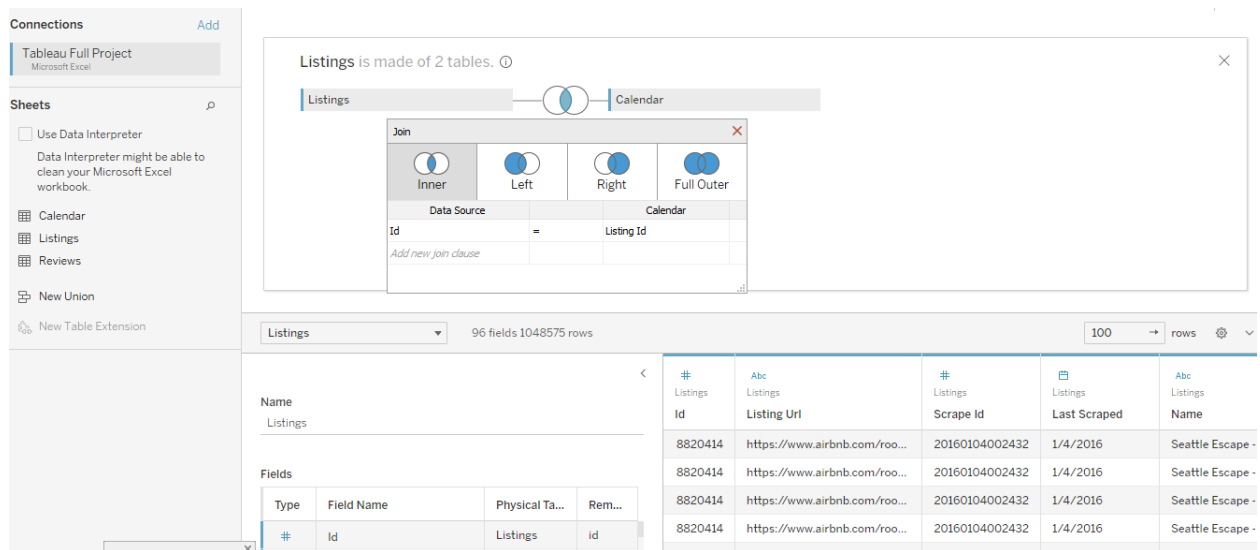 Connections Add
Tableau Full Project
Microsoft Excel
Sheets
Use Data Interpreter
Data Interpreter might be able to
clean your Microsoft Excel
workbook.
Calendar
Listings
Reviews
New Union
New Table Extension
Listings is made of 2 tables.
Listings Calendar
Join
Inner Left Right Full Outer
Data Source Calendar
Id = Listing Id
Add new join clause
Listings 96 fields 1048575 rows 100 rows
Name
Listings
Fields
Type Field Name Physical Ta... Rem...
# Id Listings id
# Abc # Abc
Listings Listings Listings Listings Listings
Id Listing Url Scrape Id Last Scraped Name
8820414 https://www.airbnb.com/roo... 20160104002432 1/4/2016 Seattle Escape -
8820414 https://www.airbnb.com/roo... 20160104002432 1/4/2016 Seattle Escape -
8820414 https://www.airbnb.com/roo... 20160104002432 1/4/2016 Seattle Escape -
8820414 https://www.airbnb.com/roo... 20160104002432 1/4/2016 Seattle Escape -